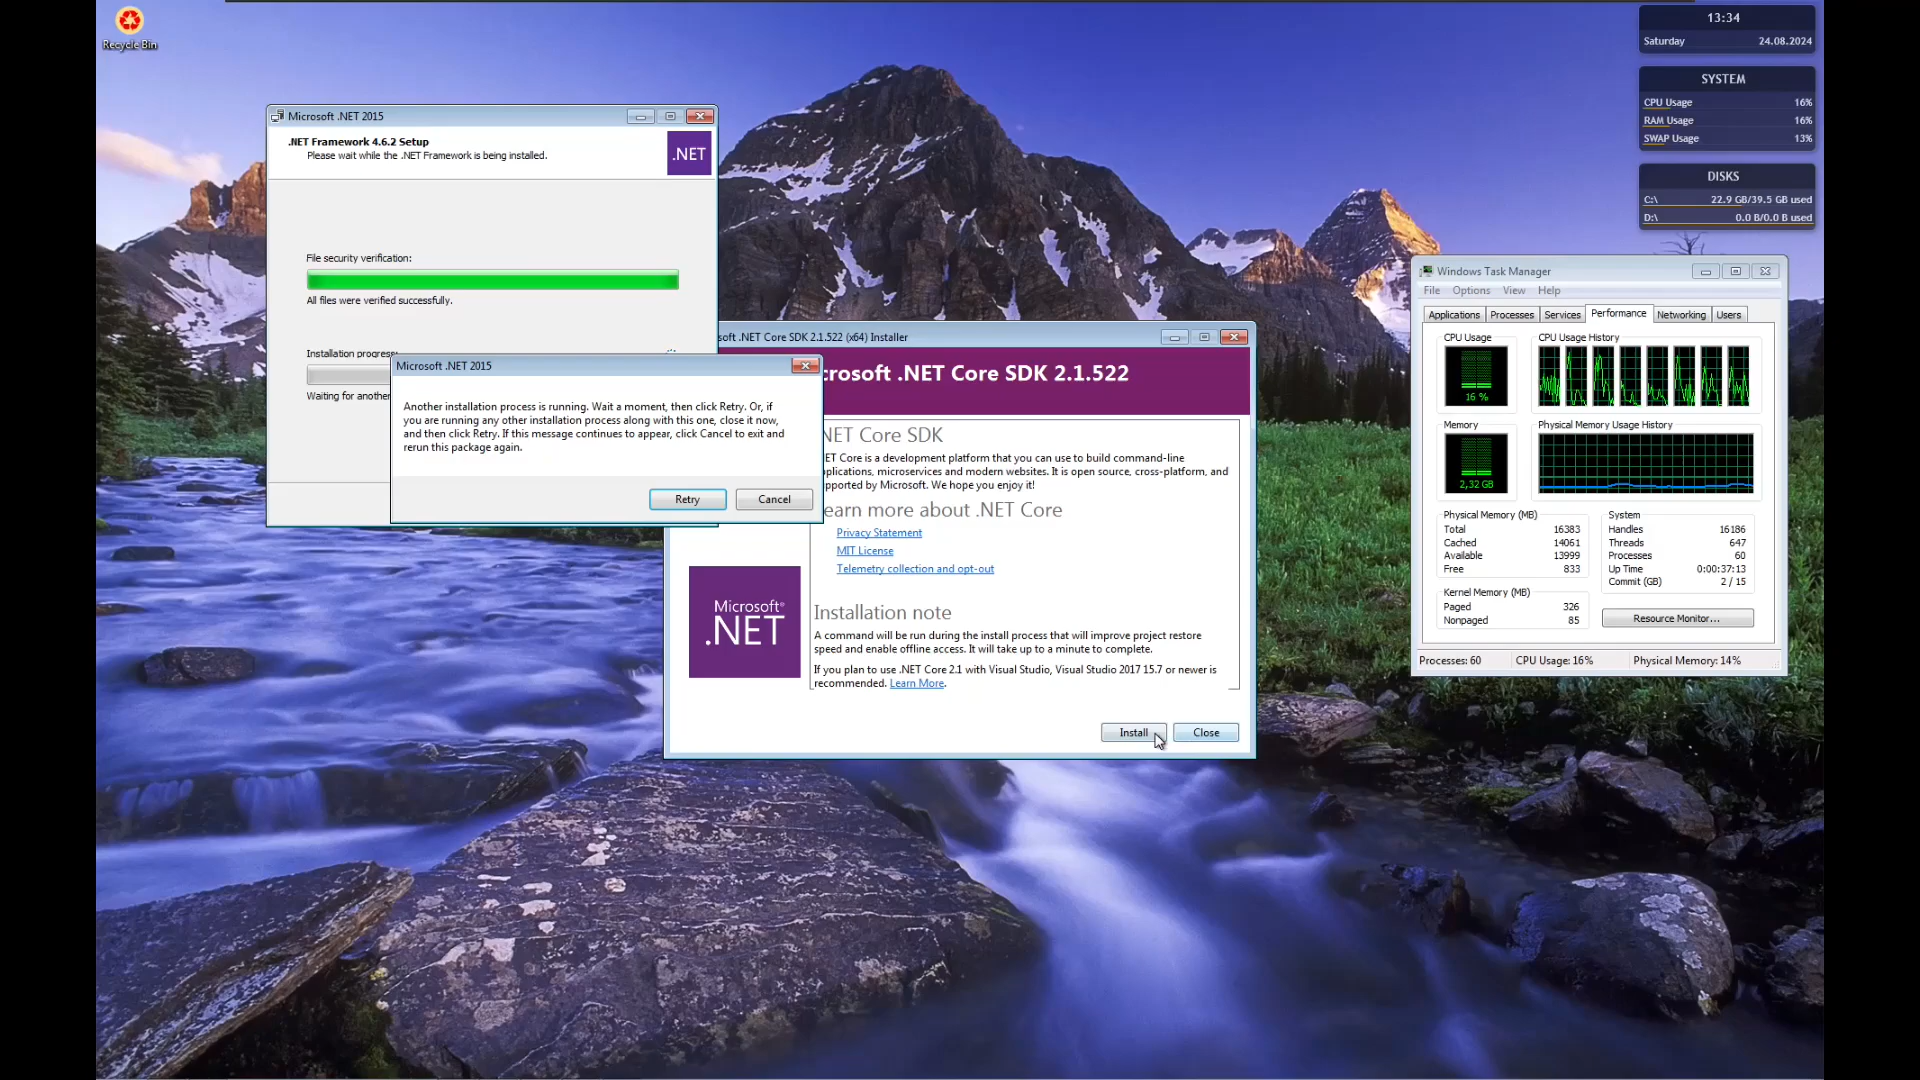 Recycle Bin
13:34
Saturday 24.08.2024
SYSTEM
CPU Usage 16%
RAM Usage 16%
SWAP Usage 13%
DISKS
C:\ 22.9 GB/39.5 GB used
D:\ 0.0 B/0.0 B used
Microsoft .NET 2015
.NET Framework 4.6.2 Setup
Please wait while the .NET Framework is being installed.
.NET
File security verification:
All files were verified successfully.
Installation progress:
Waiting for another
Microsoft .NET 2015
Another installation process is running. Wait a moment, then click Retry. Or, if
you are running any other installation process along with this one, close it now,
and then click Retry. If this message continues to appear, click Cancel to exit and
rerun this package again.
Retry Cancel
soft .NET Core SDK 2.1.522 (x64) Installer
crosoft .NET Core SDK 2.1.522
NET Core SDK
ET Core is a development platform that you can use to build command-line
plications, microservices and modern websites. It is open source, cross-platform, and
pported by Microsoft. We hope you enjoy it!
earn more about .NET Core
Privacy Statement
MIT License
Telemetry collection and opt-out
Microsoft®
.NET
Installation note
A command will be run during the install process that will improve project restore
speed and enable offline access. It will take up to a minute to complete.
If you plan to use .NET Core 2.1 with Visual Studio, Visual Studio 2017 15.7 or newer is
recommended. Learn More.
Install Close
Windows Task Manager
File Options View Help
Applications Processes Services Performance Networking Users
CPU Usage CPU Usage History
16 %
Memory Physical Memory Usage History
2,32 GB
Physical Memory (MB)
Total 16383
Cached 14061
Available 13999
Free 833
Kernel Memory (MB)
Paged 326
Nonpaged 85
System
Handles 16186
Threads 647
Processes 60
Up Time 0:00:37:13
Commit (GB) 2 / 15
Resource Monitor...
Processes: 60 CPU Usage: 16% Physical Memory: 14%